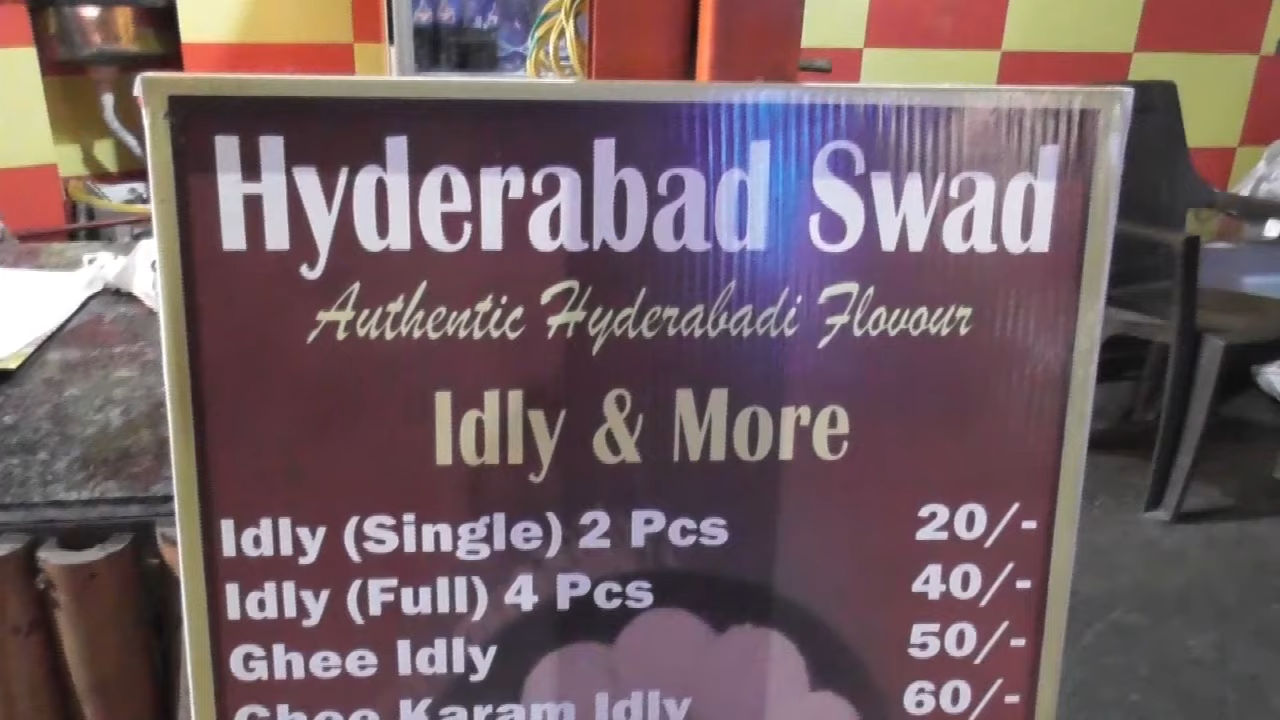 Hyderabad Swad
Authentic Hyderabadi Flovour
Idly & More
Idly (Single) 2 Pcs 20/-
Idly (Full) 4 Pcs 40/-
Ghee Idly 50/-
Ghee Karam Idly 60/-